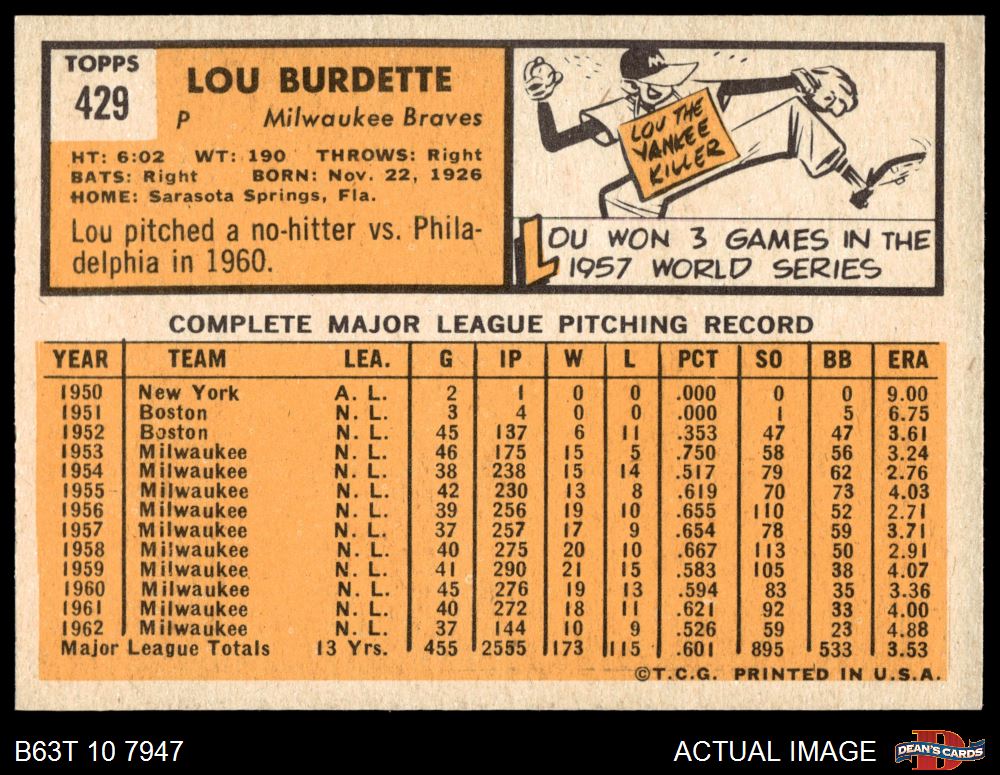 TOPPS
429
LOU BURDETTE
P Milwaukee Braves
HT: 6:02 WT: 190 THROWS: Right
BATS: Right BORN: Nov. 22, 1926
HOME: Sarasota Springs, Fla.
Lou pitched a no-hitter vs. Phila-
delphia in 1960.
M
LOU THE
YANKEE
KILLER
LOU WON 3 GAMES IN THE
1957 WORLD SERIES
COMPLETE MAJOR LEAGUE PITCHING RECORD
YEAR TEAM LEA. G IP W L PCT SO BB ERA
1950 New York A. L. 2 1 0 0 .000 0 0 9.00
1951 Boston N. L. 3 4 0 0 .000 1 5 6.75
1952 Boston N. L. 45 137 6 11 .353 47 47 3.61
1953 Milwaukee N. L. 46 175 15 5 .750 58 56 3.24
1954 Milwaukee N. L. 38 238 15 14 .517 79 62 2.76
1955 Milwaukee N. L. 42 230 13 8 .619 70 73 4.03
1956 Milwaukee N. L. 39 256 19 10 .655 110 52 2.71
1957 Milwaukee N. L. 37 257 17 9 .654 78 59 3.71
1958 Milwaukee N. L. 40 275 20 10 .667 113 50 2.91
1959 Milwaukee N. L. 41 290 21 15 .583 105 38 4.07
1960 Milwaukee N. L. 45 276 19 13 .594 83 35 3.36
1961 Milwaukee N. L. 40 272 18 11 .621 92 33 4.00
1962 Milwaukee N. L. 37 144 10 9 .526 59 23 4.88
Major League Totals 13 Yrs. 455 2555 173 115 .601 895 533 3.53
©T.C.G. PRINTED IN U.S.A.
B63T 10 7947
ACTUAL IMAGE
D
DEAN'S CARDS